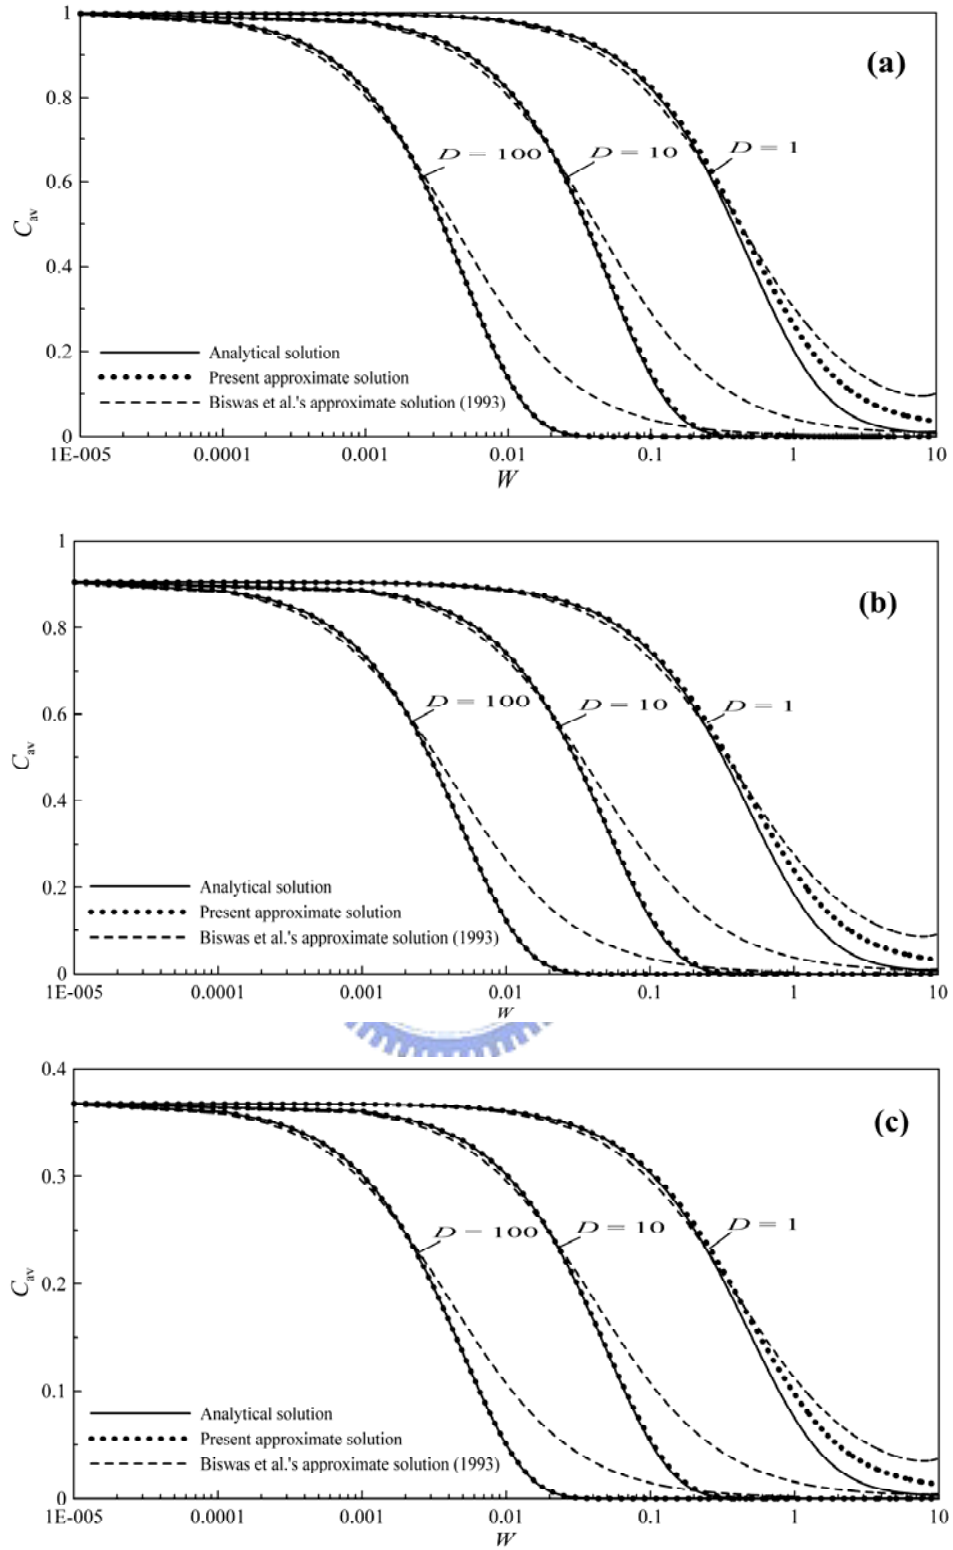 (a)
1
0.8
0.6
0.4
0.2
0
C_av
D = 100
D = 10
D = 1
Analytical solution
Present approximate solution
Biswas et al.'s approximate solution (1993)
1E-005 0.0001 0.001 0.01 0.1 1 10
W
(b)
1
0.8
0.6
0.4
0.2
0
C_av
D = 100
D = 10
D = 1
Analytical solution
Present approximate solution
Biswas et al.'s approximate solution (1993)
1E-005 0.0001 0.001 0.01 0.1 1 10
W
(c)
0.4
0.3
0.2
0.1
0
C_av
D - 100
D = 10
D = 1
Analytical solution
Present approximate solution
Biswas et al.'s approximate solution (1993)
1E-005 0.0001 0.001 0.01 0.1 1 10
W